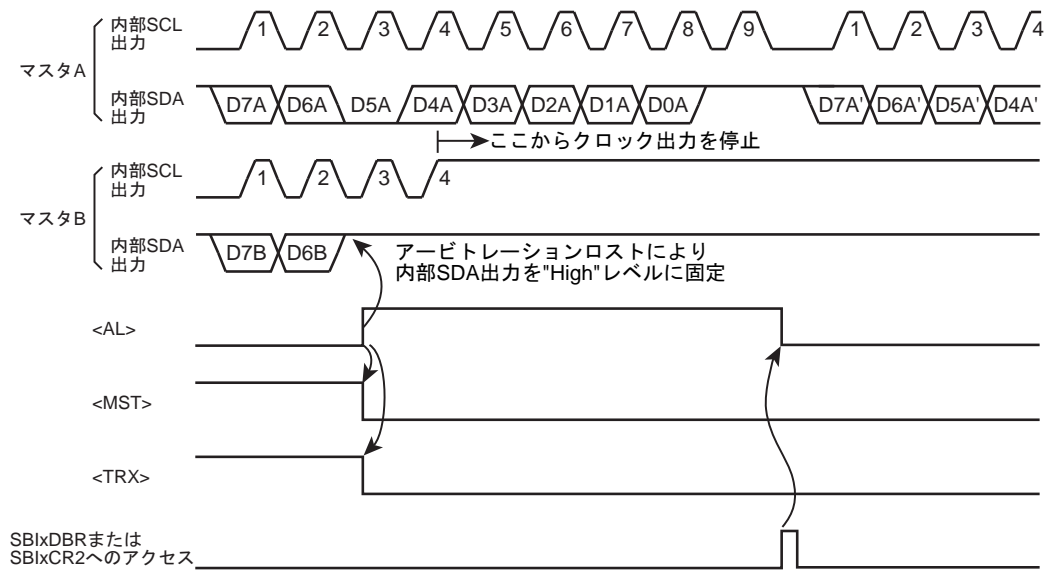 マスタA
内部SCL
出力
1 2 3 4 5 6 7 8 9 1 2 3 4
内部SDA
出力
D7A D6A D5A D4A D3A D2A D1A D0A D7A' D6A' D5A' D4A'
ここからクロック出力を停止
マスタB
内部SCL
出力
1 2 3 4
内部SDA
出力
D7B D6B
アービトレーションロストにより
内部SDA出力を"High"レベルに固定
<AL>
<MST>
<TRX>
SBIxDBRまたは
SBIxCR2へのアクセス